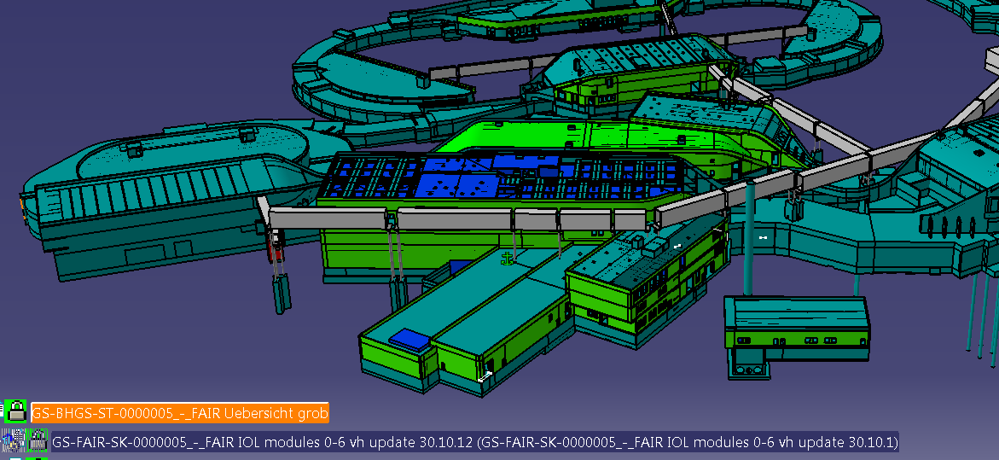 GS-BHGS-ST-0000005_-_FAIR Uebersicht grob
GS-FAIR-SK-0000005_-_FAIR IOL modules 0-6 vh update 30.10.12 (GS-FAIR-SK-0000005_-_FAIR IOL modules 0-6 vh update 30.10.1)